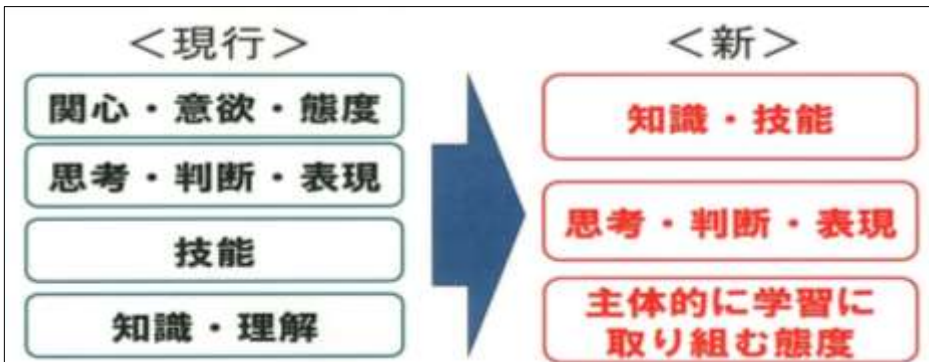 <現行>
関心・意欲・態度
思考・判断・表現
技能
知識・理解
<新>
知識・技能
思考・判断・表現
主体的に学習に
取り組む態度